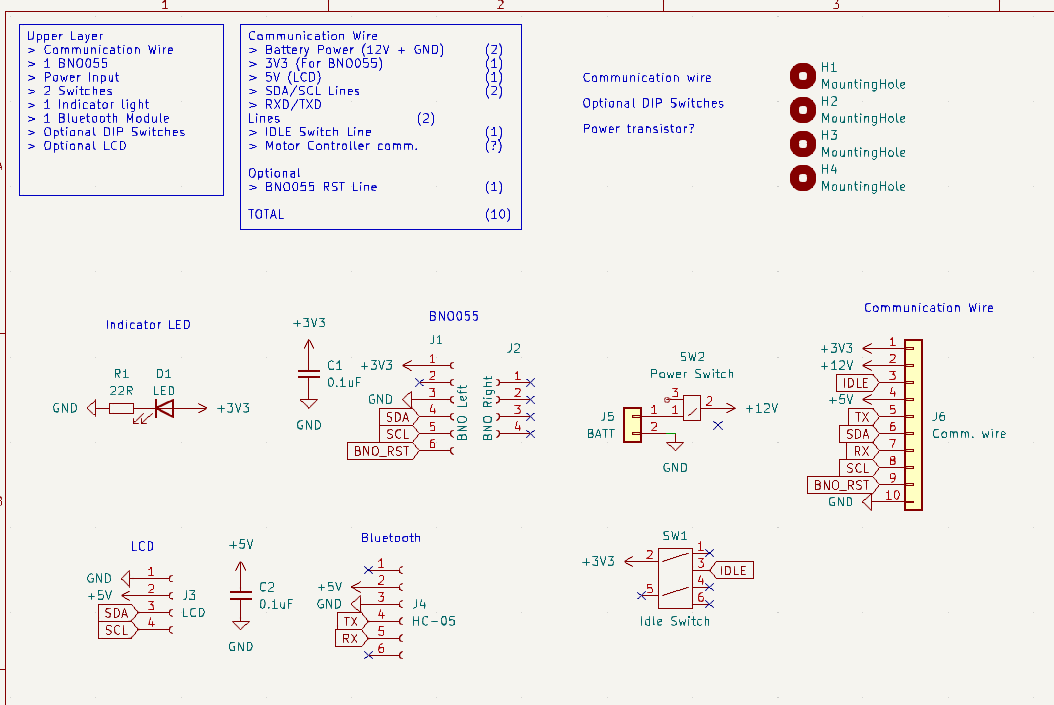 1
2
3
Upper Layer
> Communication Wire
> 1 BNO055
> Power Input
> 2 Switches
> 1 Indicator light
> 1 Bluetooth Module
> Optional DIP Switches
> Optional LCD
Communication Wire
> Battery Power (12V + GND) (2)
> 3V3 (For BNO055) (1)
> 5V (LCD) (1)
> SDA/SCL Lines (2)
> RXD/TXD
Lines (2)
> IDLE Switch Line (1)
> Motor Controller comm. (?)
Optional
> BNO055 RST Line (1)
TOTAL (10)
Communication wire
Optional DIP Switches
Power transistor?
H1
MountingHole
H2
MountingHole
H3
MountingHole
H4
MountingHole
Indicator LED
R1
22R
D1
LED
GND
+3V3
+3V3
C1
0.1uF
GND
BNO055
J1
+3V3 1
2
GND 3
SDA 4
SCL 5
BNO_RST 6
BNO Left
J2
BNO Right
1
2
3
4
SW2
Power Switch
3
1 1 2
+12V
J5
BATT
2
GND
Communication Wire
+3V3 1
+12V 2
IDLE 3
+5V 4
TX 5
SDA 6
RX 7
SCL 8
BNO_RST 9
GND 10
J6
Comm. wire
LCD
GND 1
+5V 2
SDA 3
SCL 4
J3
LCD
+5V
C2
0.1uF
GND
Bluetooth
1
+5V 2
GND 3
TX 4
RX 5
6
J4
HC-05
SW1
+3V3 2
1
3 IDLE
4
5
6
Idle Switch